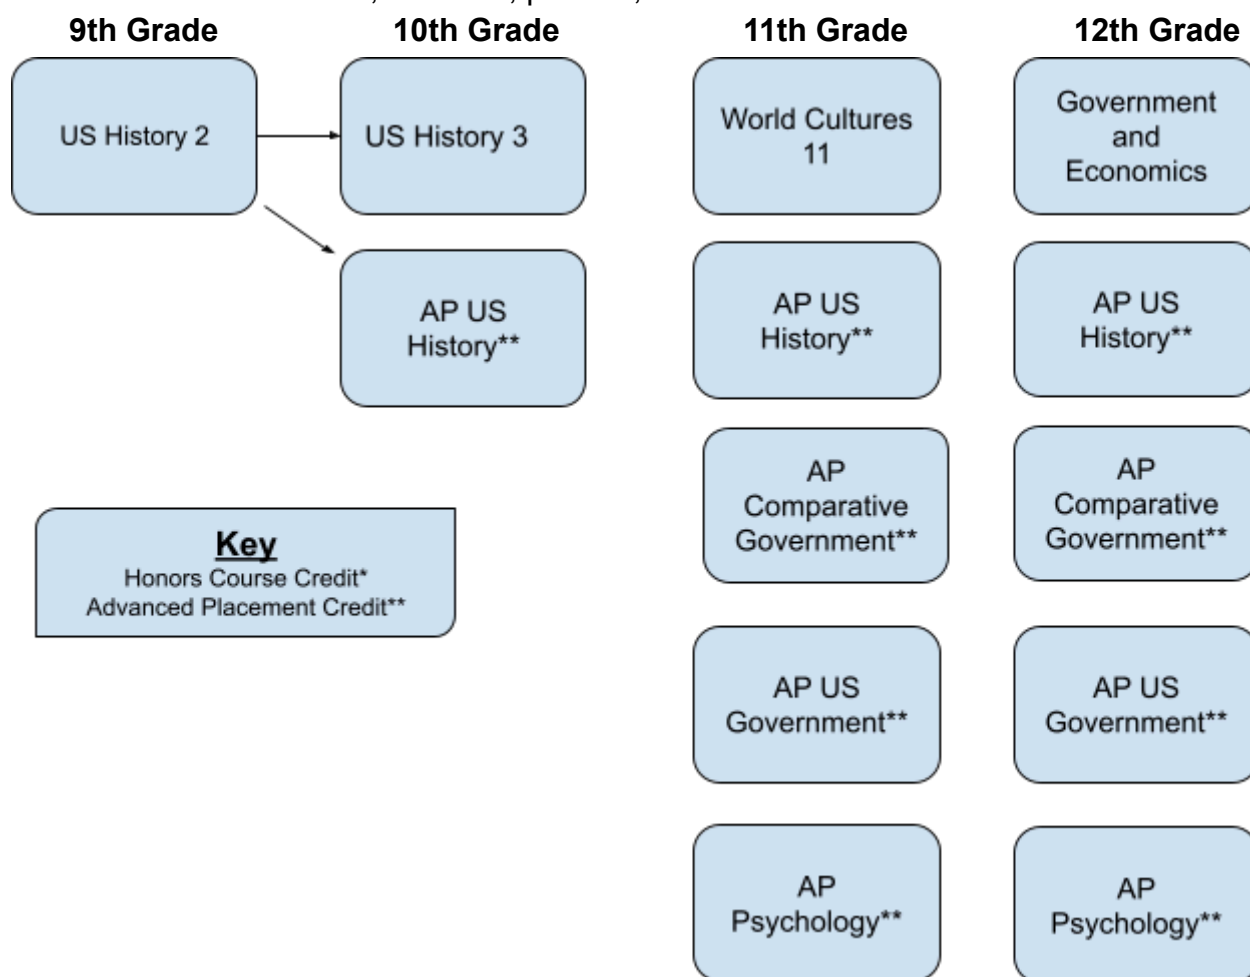 9th Grade
10th Grade
11th Grade
12th Grade
US History 2
US History 3
World Cultures
11
Government
and
Economics
AP US
History**
AP US
History**
AP US
History**
AP
Comparative
Government**
AP
Comparative
Government**
Key
Honors Course Credit*
Advanced Placement Credit**
AP US
Government**
AP US
Government**
AP
Psychology**
AP
Psychology**